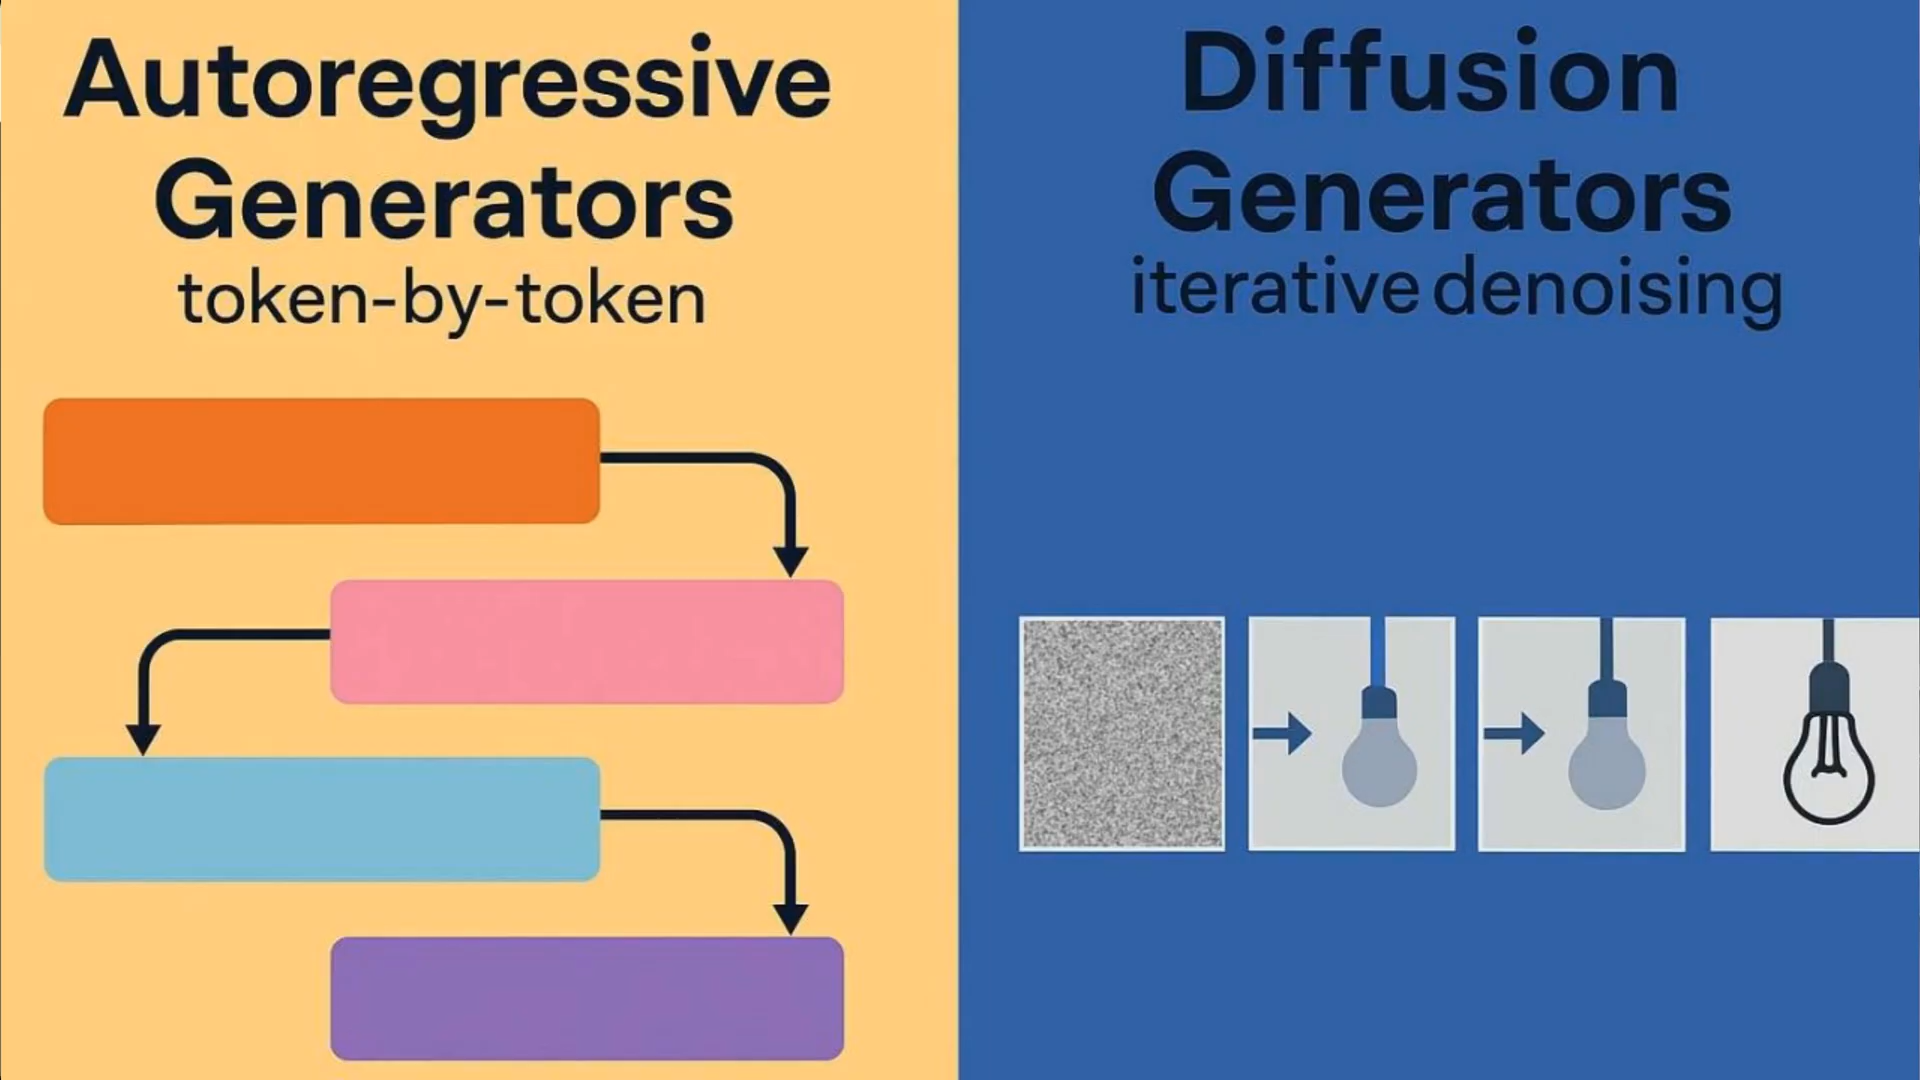 Autoregressive
Generators
token-by-token
Diffusion
Generators
iterative denoising